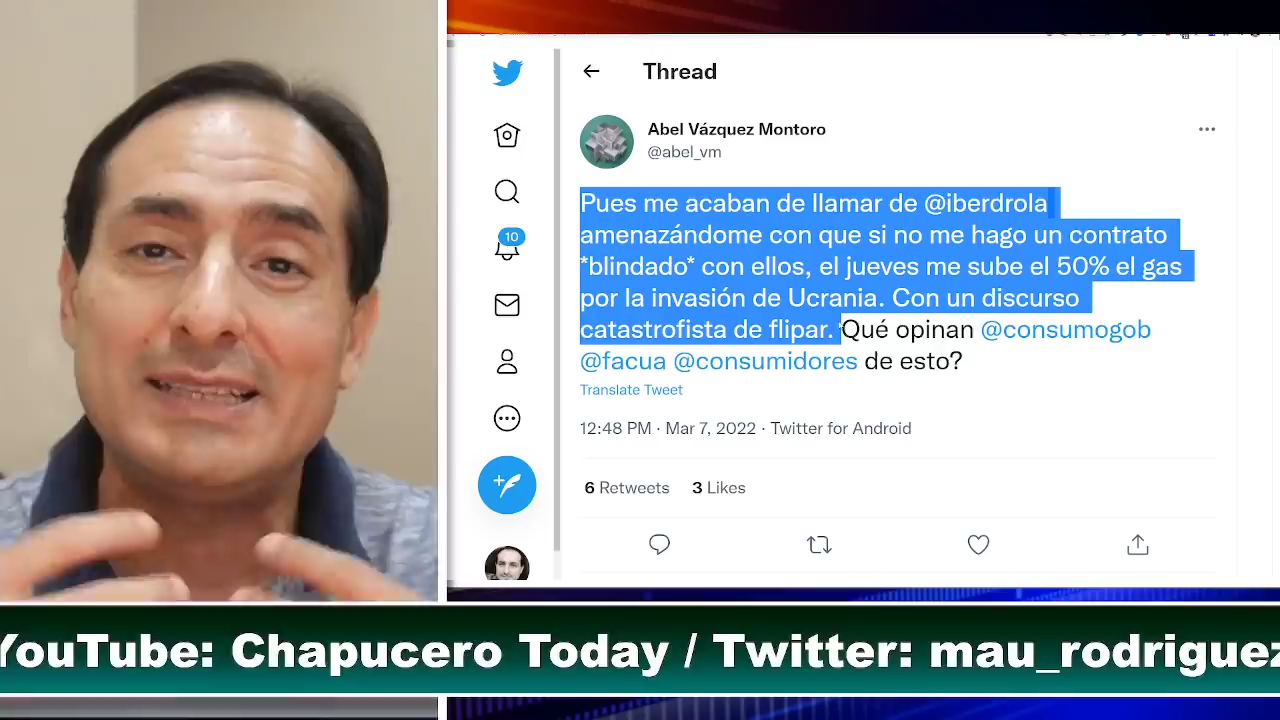 Thread
Abel Vázquez Montoro
@abel_vm
Pues me acaban de llamar de @iberdrola
amenazándome con que si no me hago un contrato
*blindado* con ellos, el jueves me sube el 50% el gas
por la invasión de Ucrania. Con un discurso
catastrofista de flipar. Qué opinan @consumogob
@facua @consumidores de esto?
Translate Tweet
12:48 PM · Mar 7, 2022 · Twitter for Android
6 Retweets 3 Likes
10
YouTube: Chapucero Today / Twitter: mau_rodriguez